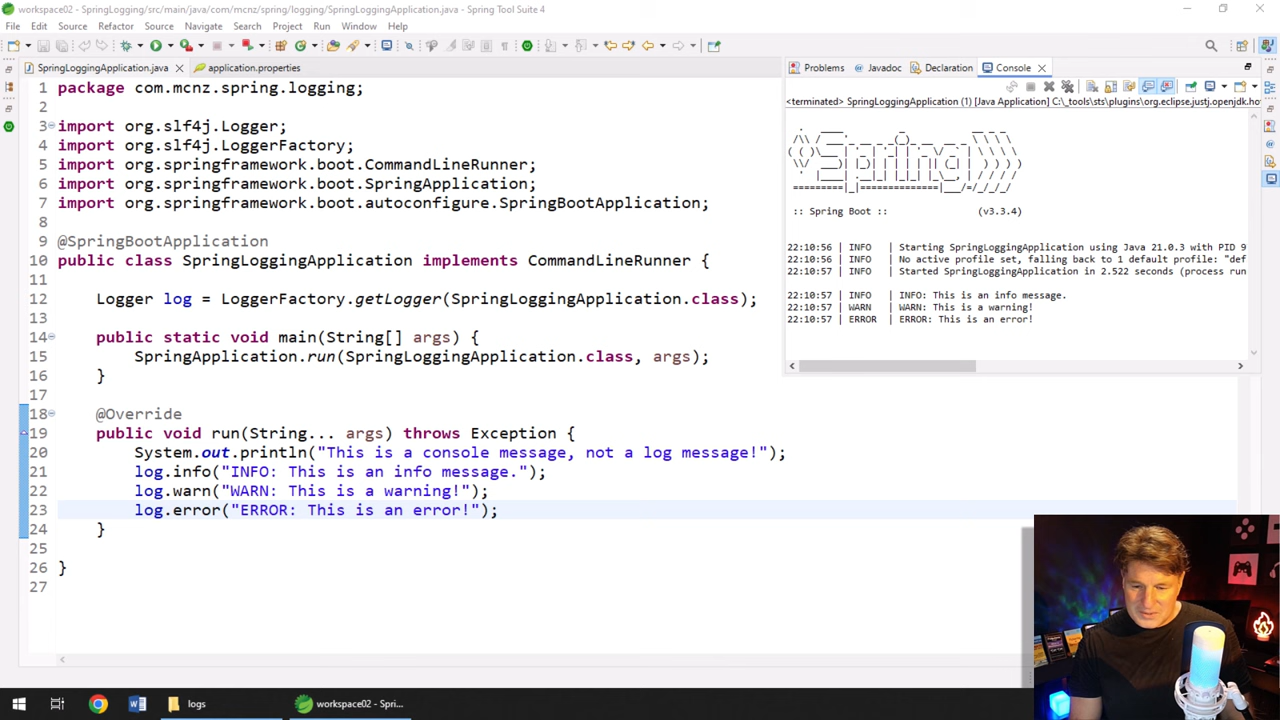 workspace02 - SpringLogging/src/main/java/com/mcnz/spring/logging/SpringLoggingApplication.java - Spring Tool Suite 4
File Edit Source Refactor Source Navigate Search Project Run Window Help
SpringLoggingApplication.java
application.properties
1 package com.mcnz.spring.logging;
2
3 import org.slf4j.Logger;
4 import org.slf4j.LoggerFactory;
5 import org.springframework.boot.CommandLineRunner;
6 import org.springframework.boot.SpringApplication;
7 import org.springframework.boot.autoconfigure.SpringBootApplication;
8
9 @SpringBootApplication
10 public class SpringLoggingApplication implements CommandLineRunner {
11
12 Logger log = LoggerFactory.getLogger(SpringLoggingApplication.class);
13
14 public static void main(String[] args) {
15 SpringApplication.run(SpringLoggingApplication.class, args);
16 }
17
18 @Override
19 public void run(String... args) throws Exception {
20 System.out.println("This is a console message, not a log message!");
21 log.info("INFO: This is an info message.");
22 log.warn("WARN: This is a warning!");
23 log.error("ERROR: This is an error!");
24 }
25
26 }
27
Problems Javadoc Declaration Console
<terminated> SpringLoggingApplication (1) [Java Application] C:\_tools\sts\plugins\org.eclipse.justj.openjdk.ho
Spring
:: Spring Boot :: (v3.3.4)
22:10:56 | INFO | Starting SpringLoggingApplication using Java 21.0.3 with PID 9
22:10:56 | INFO | No active profile set, falling back to 1 default profile: "def
22:10:57 | INFO | Started SpringLoggingApplication in 2.522 seconds (process run
22:10:57 | INFO | INFO: This is an info message.
22:10:57 | WARN | WARN: This is a warning!
22:10:57 | ERROR | ERROR: This is an error!
logs
workspace02 - Spri...